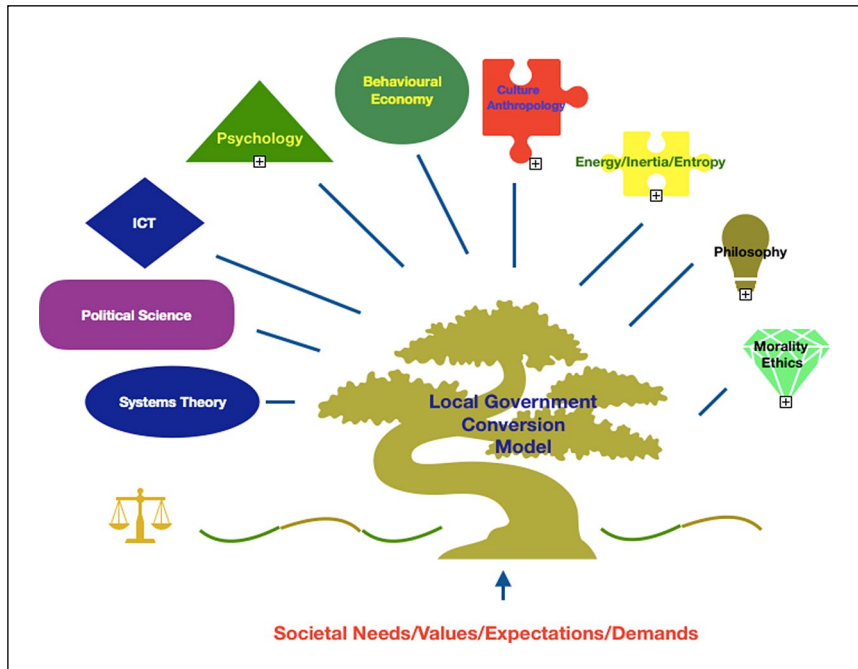 Behavioural
Economy
Culture
Anthropology
Psychology
Energy/Inertia/Entropy
ICT
Philosophy
Political Science
Morality
Ethics
Systems Theory
Local Government
Conversion
Model
Societal Needs/Values/Expectations/Demands